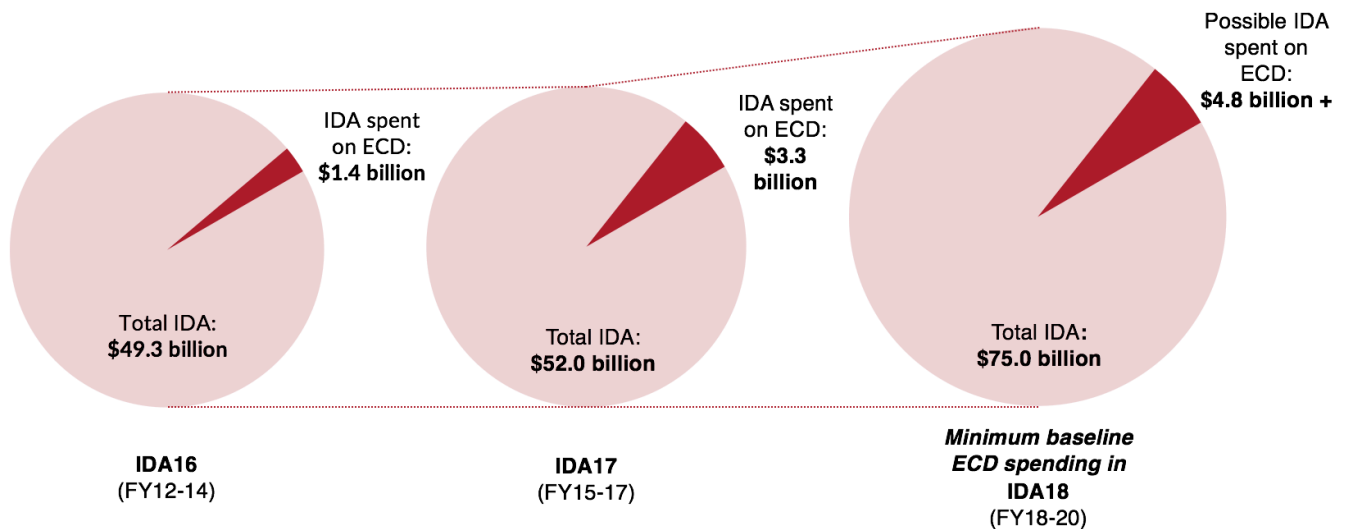 IDA spent
on ECD:
$1.4 billion
Total IDA:
$49.3 billion
IDA16
(FY12-14)
IDA spent
on ECD:
$3.3
billion
Total IDA:
$52.0 billion
IDA17
(FY15-17)
Possible IDA
spent on
ECD:
$4.8 billion +
Total IDA:
$75.0 billion
Minimum baseline
ECD spending in
IDA18
(FY18-20)